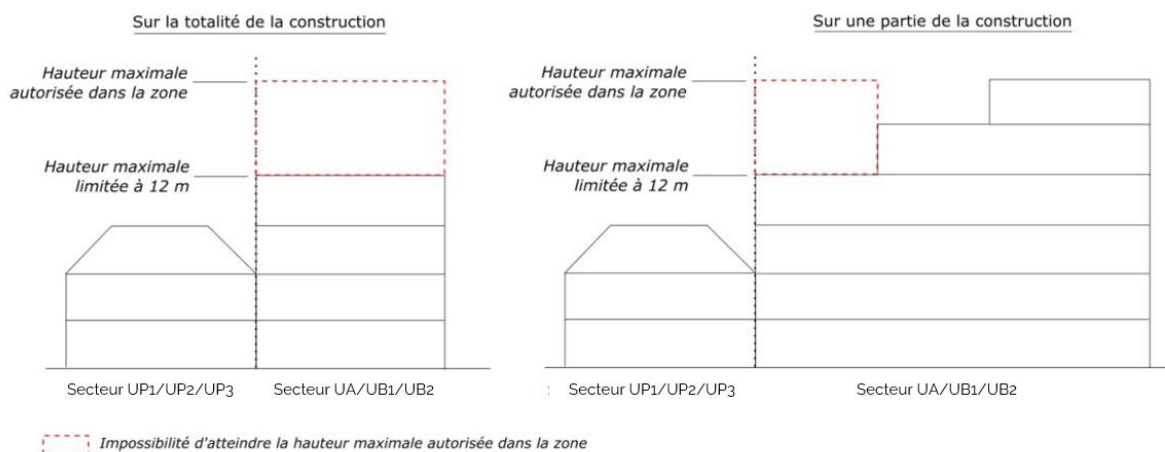 Sur la totalité de la construction
Hauteur maximale
autorisée dans la zone
Hauteur maximale
limitée à 12 m
Secteur UP1/UP2/UP3
Secteur UA/UB1/UB2
Sur une partie de la construction
Hauteur maximale
autorisée dans la zone
Hauteur maximale
limitée à 12 m
Secteur UP1/UP2/UP3
Secteur UA/UB1/UB2
Impossibilité d'atteindre la hauteur maximale autorisée dans la zone